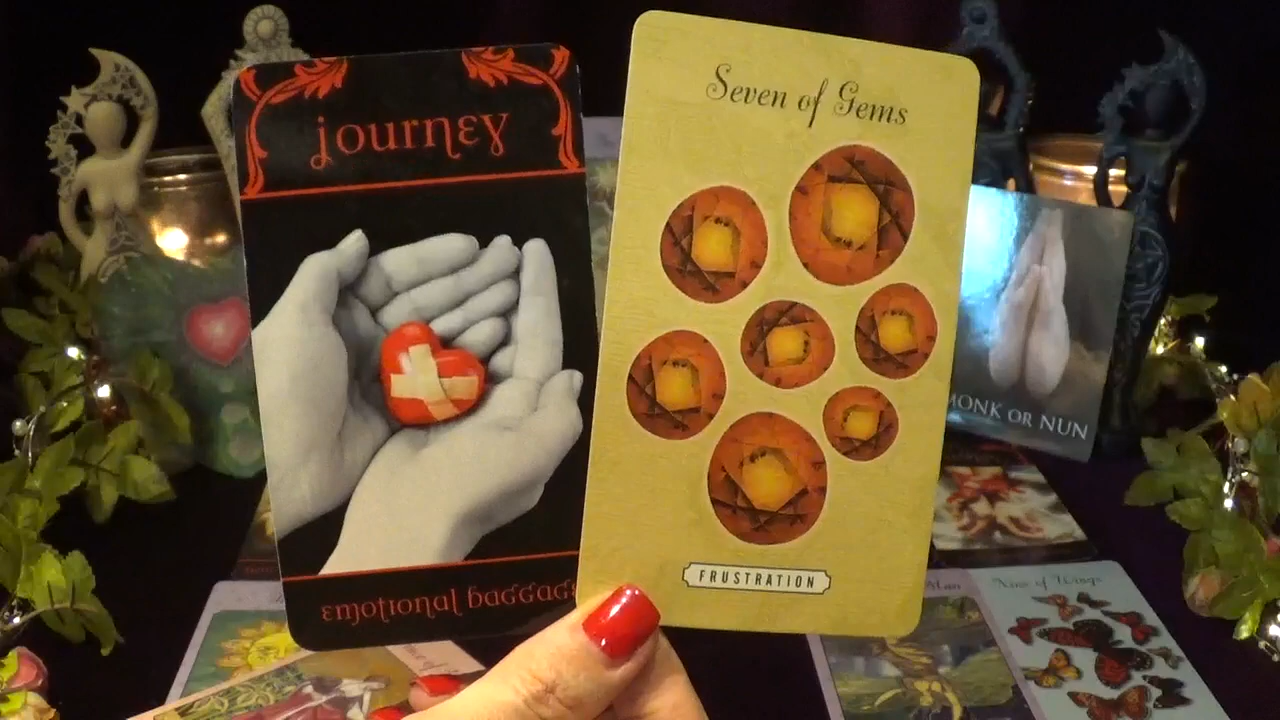 journey
emotional baggage
Seven of Gems
FRUSTRATION
MONK OR NUN
Nine of Wings